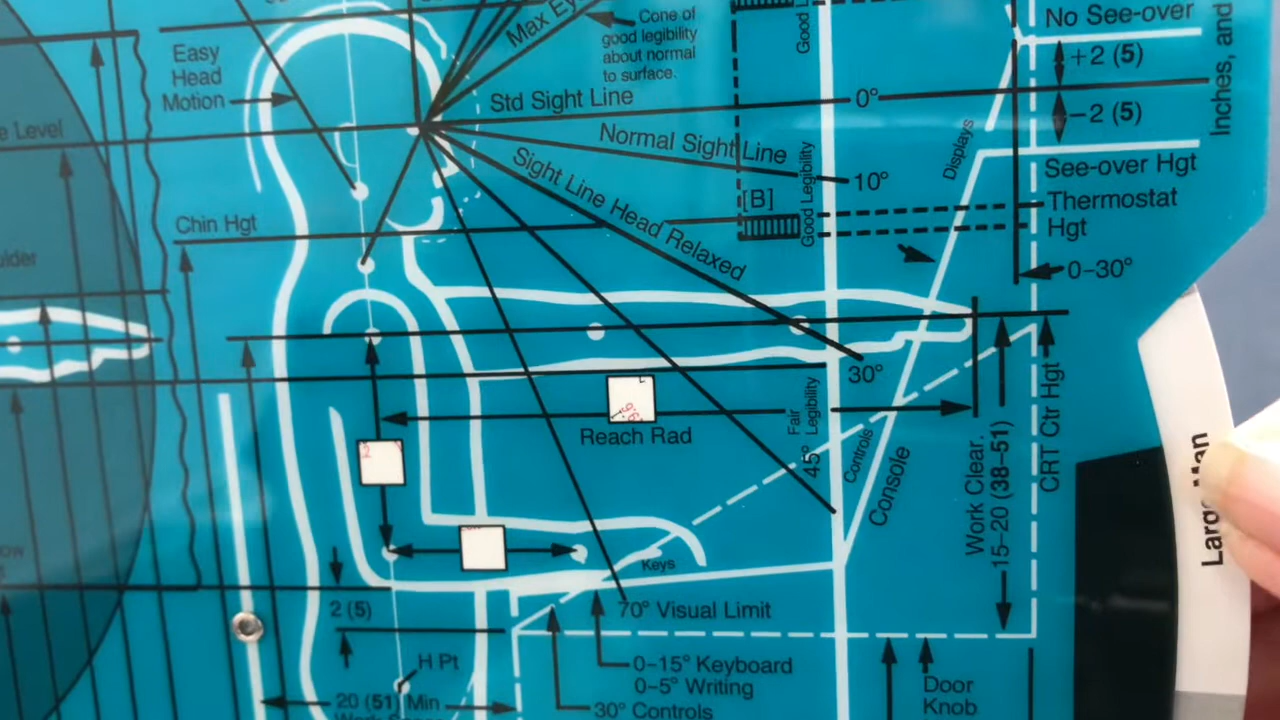 Max Ey
Cone of
good legibility
about normal
to surface.
Good L
No See-over
+2 (5)
Inches, and
Easy
Head
Motion
Std Sight Line
0°
-2 (5)
e Level
Normal Sight Line
10°
Displays
See-over Hgt
Sight Line Head Relaxed
[B]
Good Legibility
Thermostat
Hgt
Chin Hgt
0-30°
ulder
30°
Reach Rad
Fair
Legibility
45°
Controls
Console
Work Clear.
15-20 (38-51)
CRT Ctr Hgt
2
ow
Keys
2 (5)
70° Visual Limit
H Pt
0-15° Keyboard
0-5° Writing
20 (51) Min
30° Controls
Door
Knob